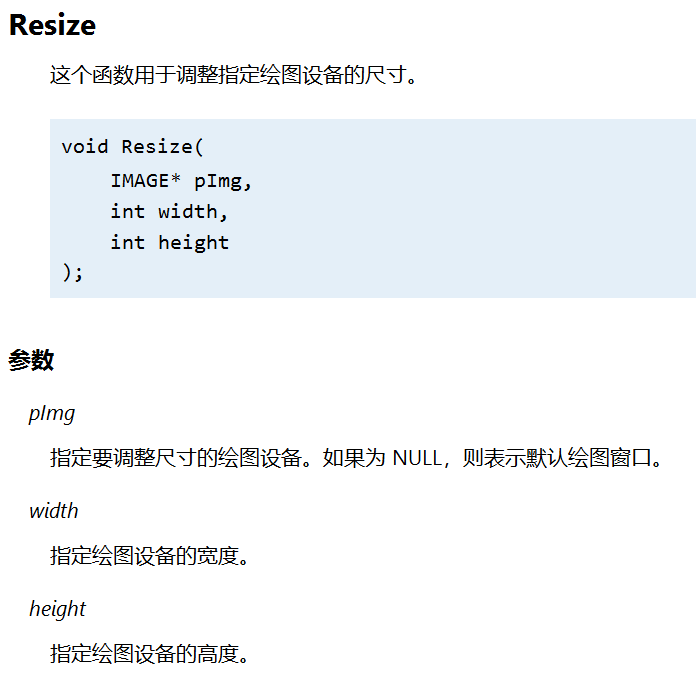 Resize
这个函数用于调整指定绘图设备的尺寸。
void Resize(
    IMAGE* pImg,
    int width,
    int height
);
参数
pImg
指定要调整尺寸的绘图设备。如果为 NULL，则表示默认绘图窗口。
width
指定绘图设备的宽度。
height
指定绘图设备的高度。